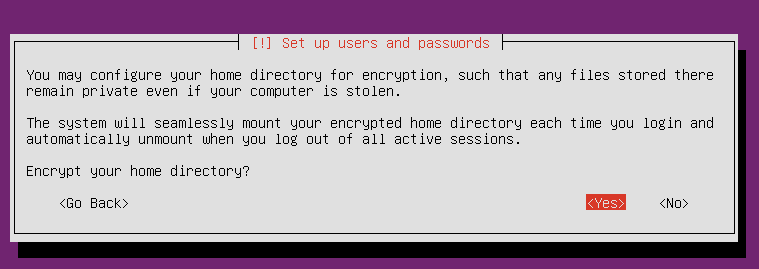 [!] Set up users and passwords
You may configure your home directory for encryption, such that any files stored there
remain private even if your computer is stolen.
The system will seamlessly mount your encrypted home directory each time you login and
automatically unmount when you log out of all active sessions.
Encrypt your home directory?
<Go Back> <Yes> <No>